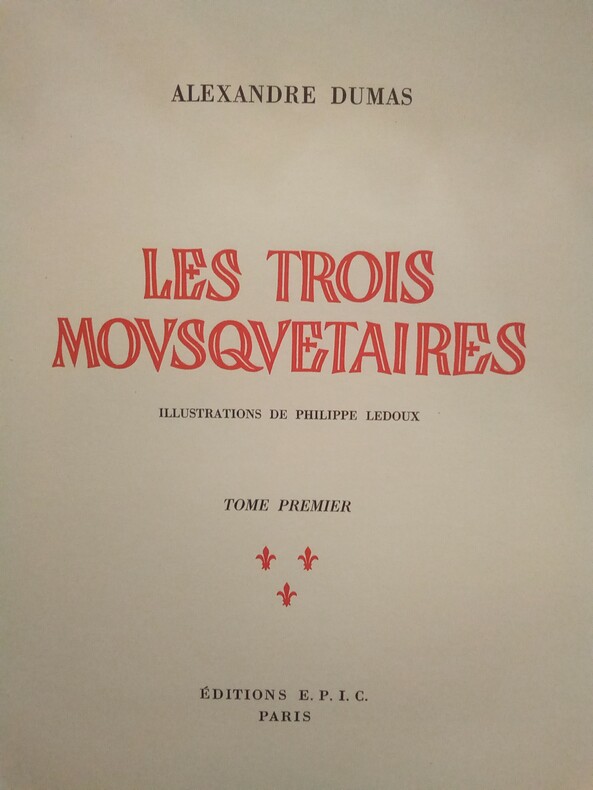 ALEXANDRE DUMAS
LES TROIS
MOVSQVETAIRES
ILLUSTRATIONS DE PHILIPPE LEDOUX
TOME PREMIER
ÉDITIONS E. P. I. C.
PARIS